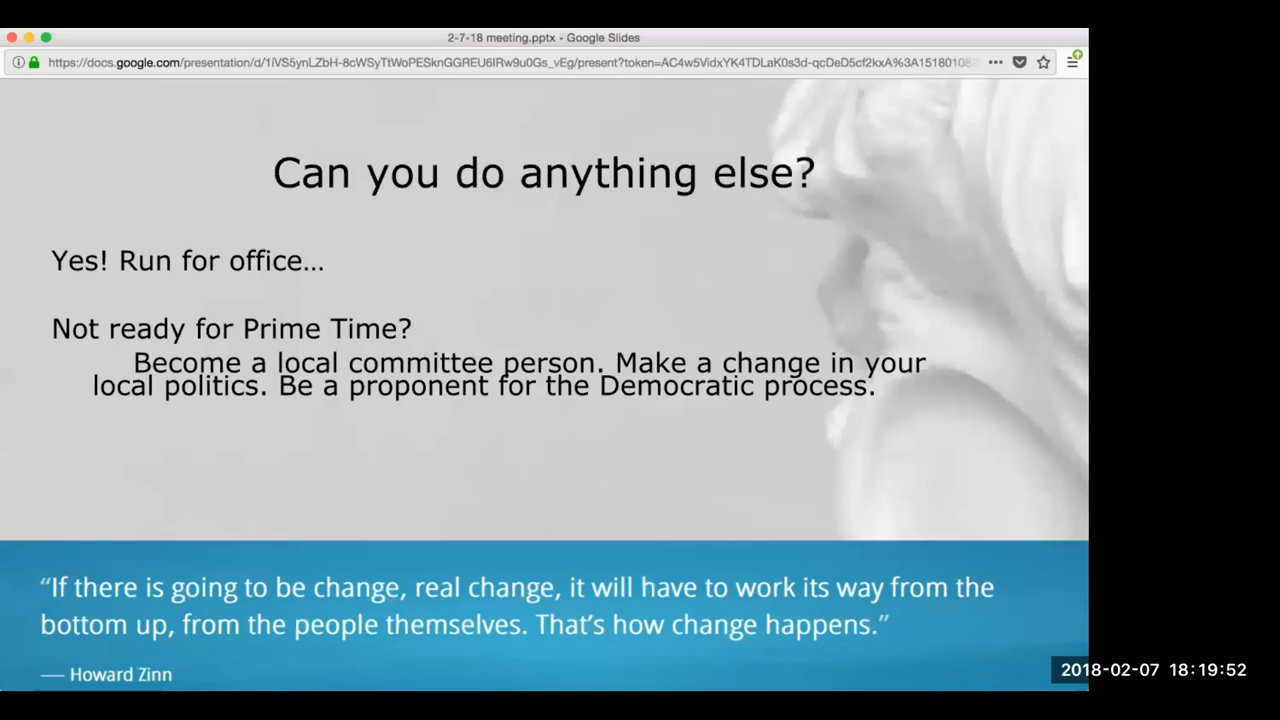 2-7-18 meeting.pptx - Google Slides
https://docs.google.com/presentation/d/1iVS5ynLZbH-8cWSyTtWoPESknGGREU6IRw9u0Gs_vEg/present?token=AC4w5VidxYK4TDLaK0s3d-qcDeD5cf2kxA%3A1518010
Can you do anything else?
Yes! Run for office...
Not ready for Prime Time?
Become a local committee person. Make a change in your
local politics. Be a proponent for the Democratic process.
“If there is going to be change, real change, it will have to work its way from the
bottom up, from the people themselves. That’s how change happens.”
— Howard Zinn
2018-02-07 18:19:52